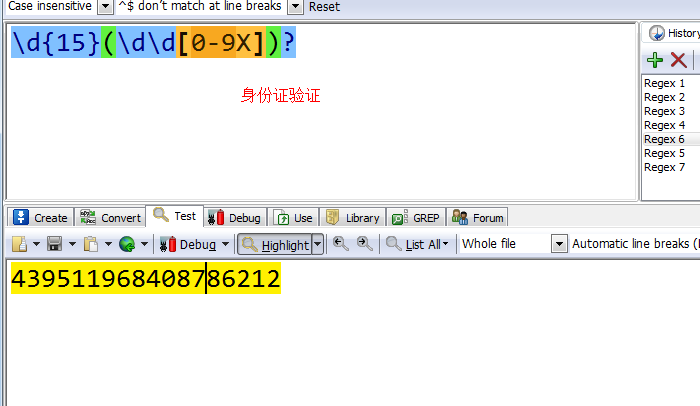 Case insensitive ^$ don't match at line breaks Reset
\d{15}(\d\d[0-9X])?
身份证验证
History
Regex 1
Regex 2
Regex 3
Regex 4
Regex 6
Regex 5
Regex 7
Create Convert Test Debug Use Library GREP Forum
Debug Highlight List All Whole file Automatic line breaks (
439511968408786212